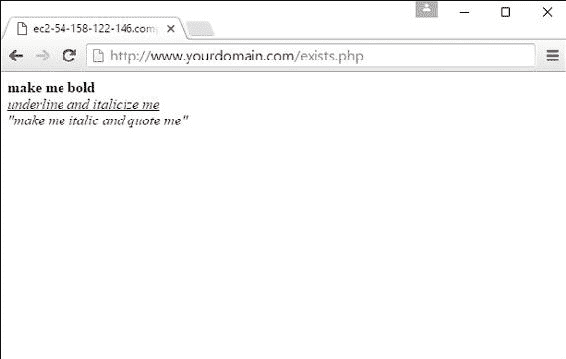 ec2-54-158-122-146.comp
http://www.yourdomain.com/exists.php
make me bold
underline and italicize me
"make me italic and quote me"